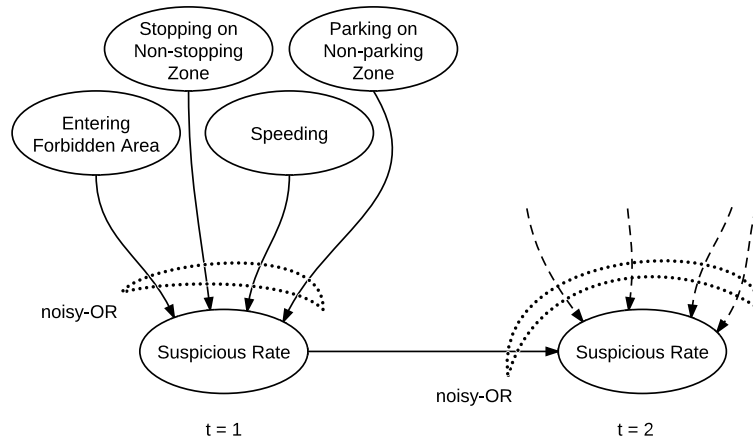 Stopping on
Non-stopping
Zone
Parking on
Non-parking
Zone
Entering
Forbidden Area
Speeding
noisy-OR
Suspicious Rate
Suspicious Rate
noisy-OR
t = 1
t = 2